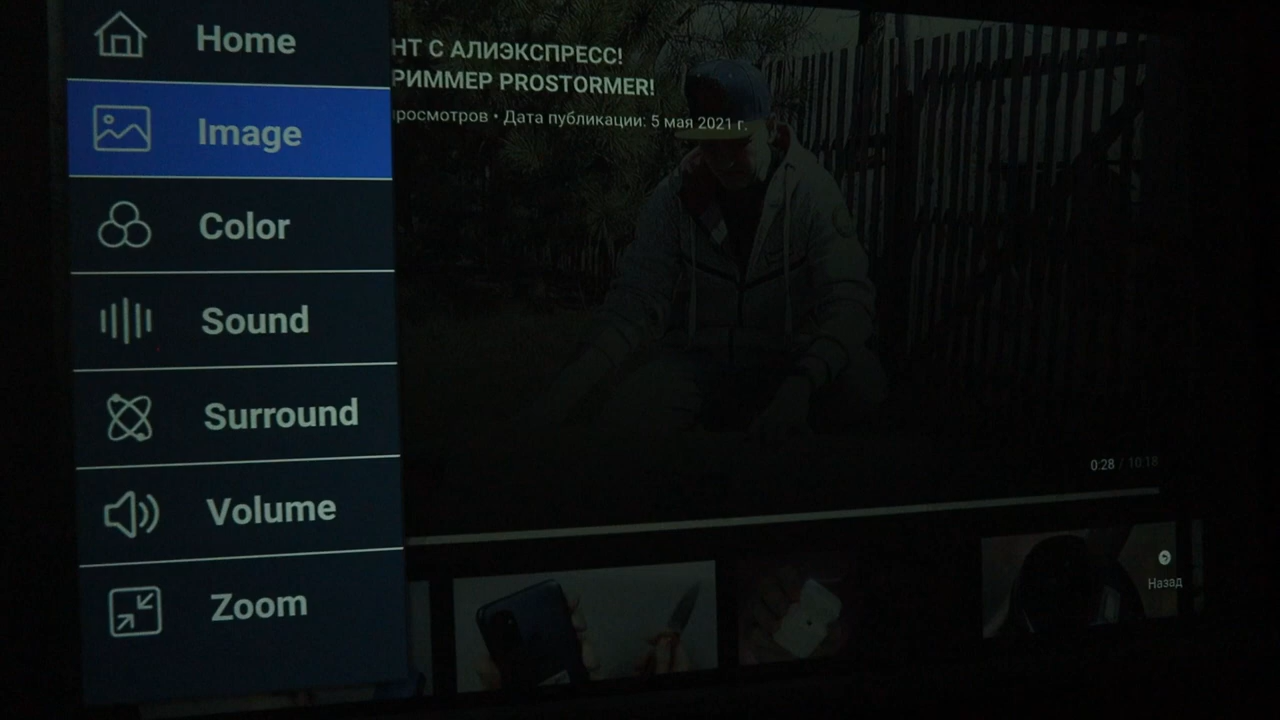 Home
Image
Color
Sound
Surround
Volume
Zoom
НТ С АЛИЭКСПРЕСС!
РИММЕР PROSTORMER!
росмотров • Дата публикации: 5 мая 2021 г.
0:28 / 10:18
Назад